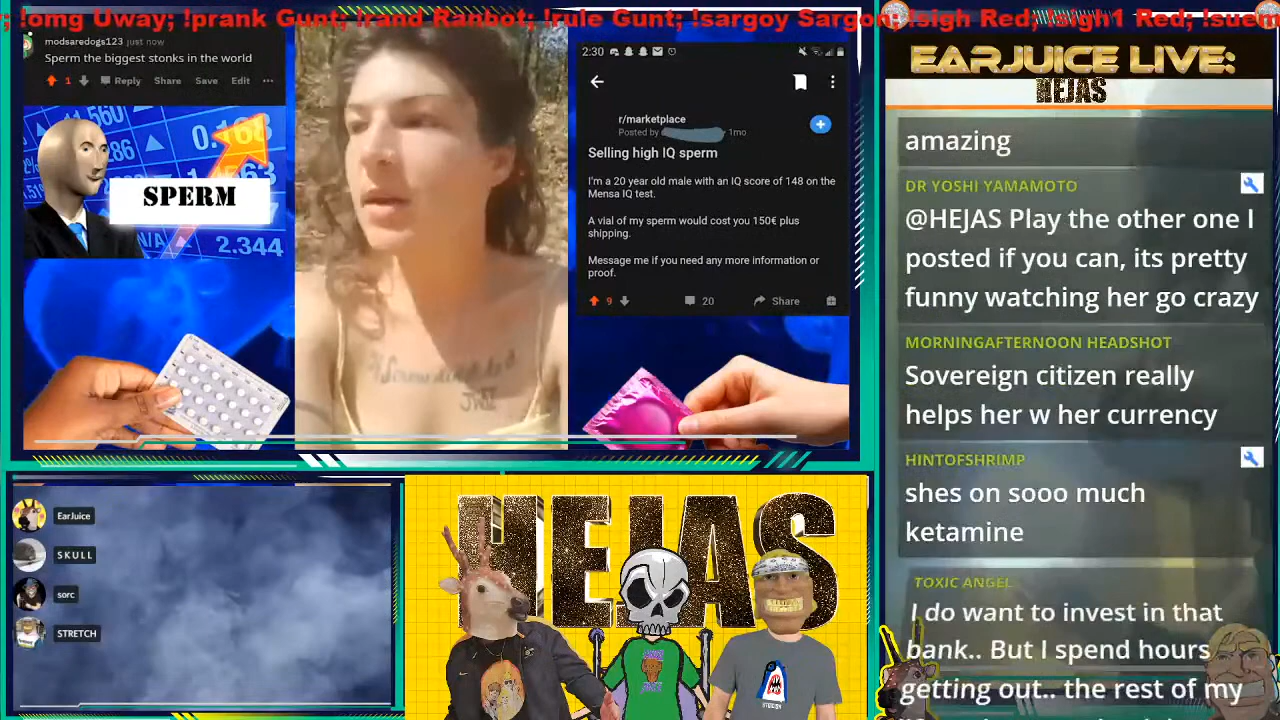 !omg Uway; !prank Gunt; !rand Ranbot; !rule Gunt; !sargoy Sargon; !sigh Red; !sigh1 Red; !suem
modsaredogs123 just now
Sperm the biggest stonks in the world
1 Reply Share Save Edit
11.560
0.168
286
.519
563
SPERM
N/A
2.344
2:30
r/marketplace
Posted by 1mo
Selling high IQ sperm
I'm a 20 year old male with an IQ score of 148 on the
Mensa IQ test.
A vial of my sperm would cost you 150€ plus
shipping.
Message me if you need any more information or
proof.
9 20 Share
EarJuice
SKULL
sorc
STRETCH
HEJAS
EARJUICE LIVE:
HEJAS
amazing
DR YOSHI YAMAMOTO
@HEJAS Play the other one I
posted if you can, its pretty
funny watching her go crazy
MORNINGAFTERNOON HEADSHOT
Sovereign citizen really
helps her w her currency
HINTOFSHRIMP
shes on sooo much
ketamine
TOXIC ANGEL
I do want to invest in that
bank.. But I spend hours
getting out.. the rest of my